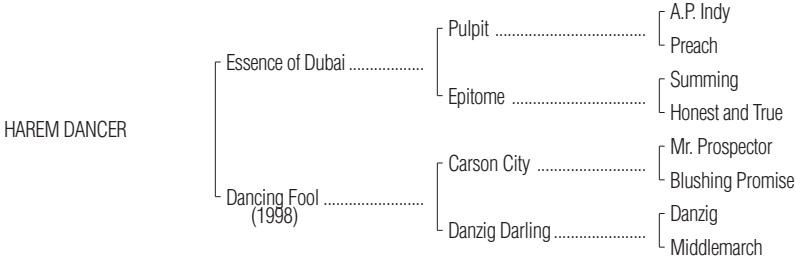 A.P. Indy
Pulpit ....................................
Preach
Essence of Dubai ..................
Summing
Epitome ................................
Honest and True
HAREM DANCER
Mr. Prospector
Carson City ..........................
Blushing Promise
Dancing Fool ........................
(1998)
Danzig
Danzig Darling ......................
Middlemarch